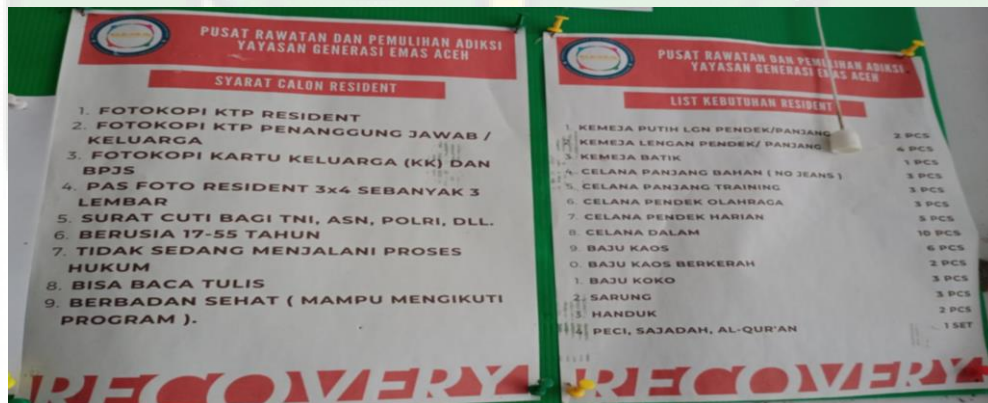 PUSAT RAWATAN DAN PEMULIHAN ADIKSI
YAYASAN GENERASI EMAS ACEH
SYARAT CALON RESIDENT
1. FOTOKOPI KTP RESIDENT
2. FOTOKOPI KTP PENANGGUNG JAWAB /
KELUARGA
3. FOTOKOPI KARTU KELUARGA (KK) DAN
BPJS
4. PAS FOTO RESIDENT 3x4 SEBANYAK 3
LEMBAR
5. SURAT CUTI BAGI TNI, ASN, POLRI, DLL.
6. BERUSIA 17-55 TAHUN
7. TIDAK SEDANG MENJALANI PROSES
HUKUM
8. BISA BACA TULIS
9. BERBADAN SEHAT ( MAMPU MENGIKUTI
PROGRAM ).
RECOVERY
PUSAT RAWATAN DAN PEMULIHAN ADIKSI
YAYASAN GENERASI EMAS ACEH
LIST KEBUTUHAN RESIDENT
1. KEMEJA PUTIH LGN PENDEK/PANJANG 2 PCS
KEMEJA LENGAN PENDEK/ PANJANG 4 PCS
3. KEMEJA BATIK 1 PCS
4. CELANA PANJANG BAHAN ( NO JEANS ) 3 PCS
5. CELANA PANJANG TRAINING 3 PCS
6. CELANA PENDEK OLAHRAGA 3 PCS
7. CELANA PENDEK HARIAN 5 PCS
8. CELANA DALAM 10 PCS
9. BAJU KAOS 6 PCS
0. BAJU KAOS BERKERAH 2 PCS
1. BAJU KOKO 3 PCS
2. SARUNG 3 PCS
3. HANDUK 2 PCS
4. PECI, SAJADAH, AL-QUR'AN 1 SET
RECOVERY